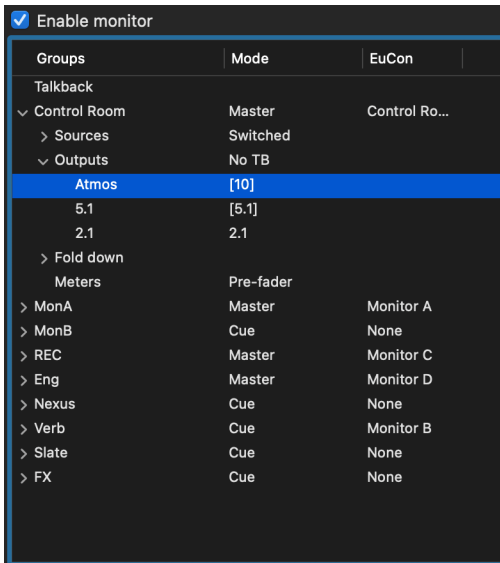 Enable monitor
Groups Mode EuCon
Talkback
Control Room Master Control Ro...
Sources Switched
Outputs No TB
Atmos [10]
5.1 [5.1]
2.1 2.1
Fold down
Meters Pre-fader
MonA Master Monitor A
MonB Cue None
REC Master Monitor C
Eng Master Monitor D
Nexus Cue None
Verb Cue Monitor B
Slate Cue None
FX Cue None